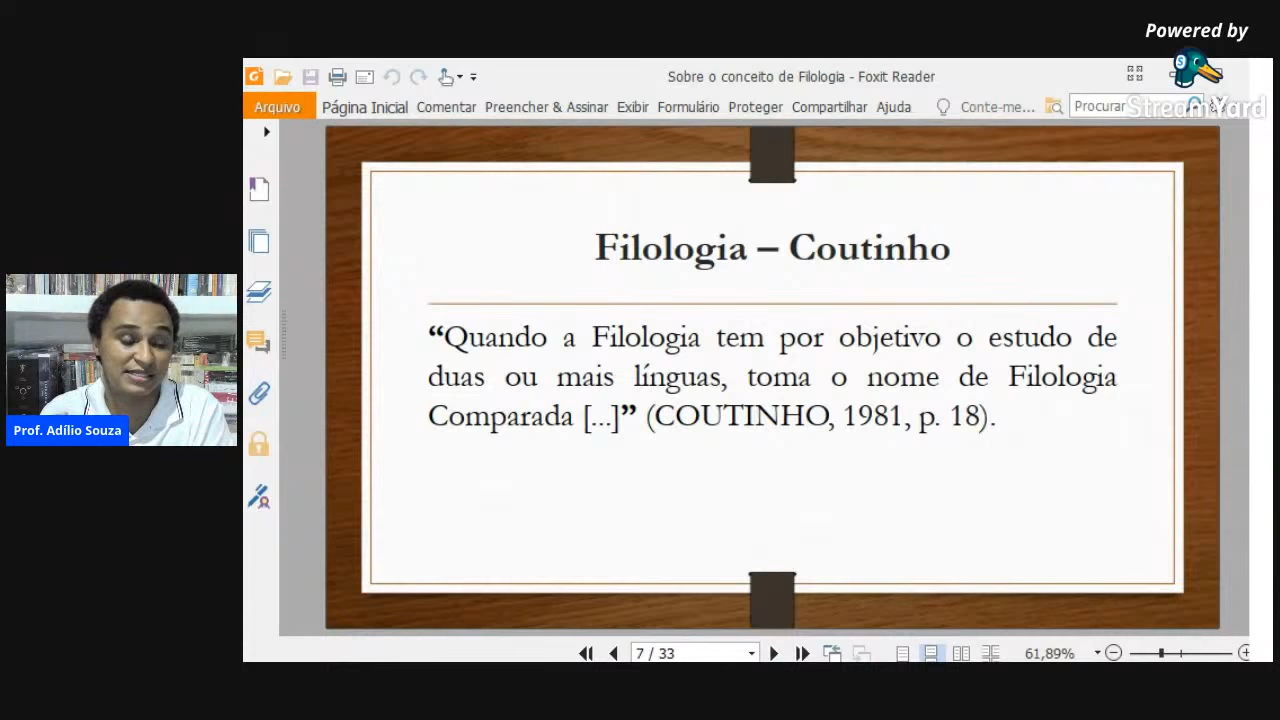 Powered by
StreamYard
Sobre o conceito de Filologia - Foxit Reader
Arquivo Página Inicial Comentar Preencher & Assinar Exibir Formulário Proteger Compartilhar Ajuda Conte-me... Procurar
Filologia – Coutinho
“Quando a Filologia tem por objetivo o estudo de
duas ou mais línguas, toma o nome de Filologia
Comparada [...]” (COUTINHO, 1981, p. 18).
Prof. Adílio Souza
7 / 33
61,89%